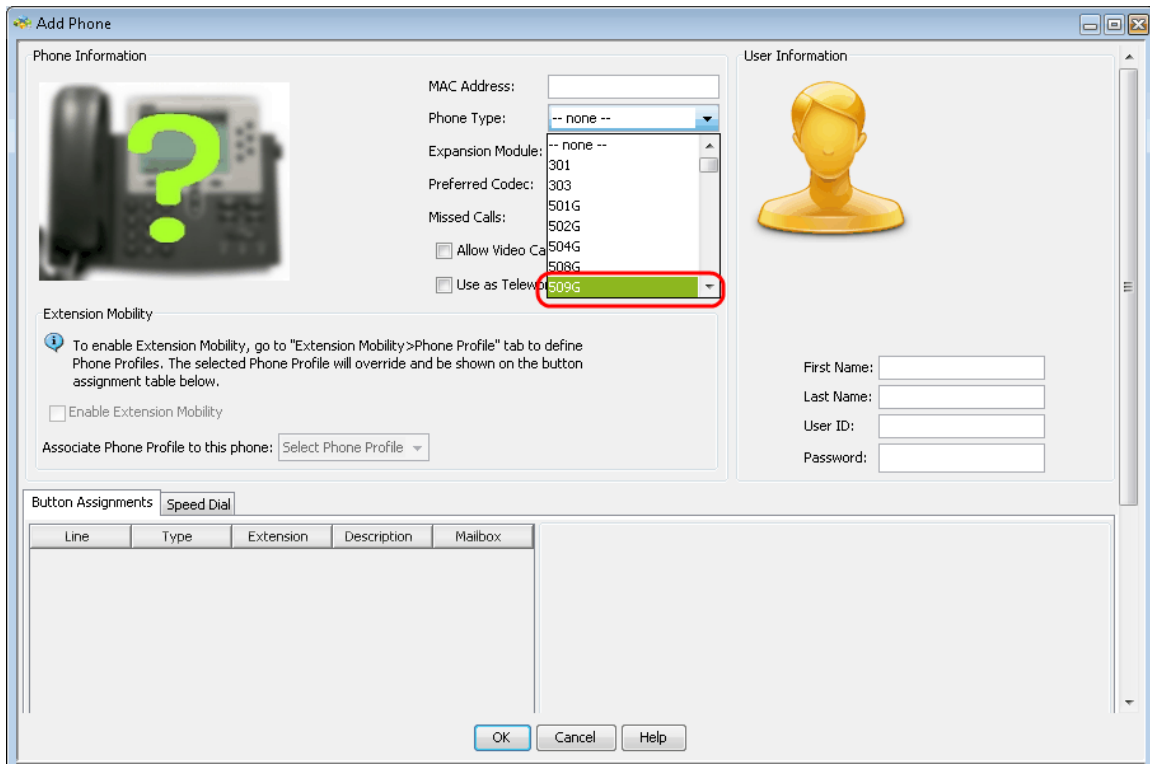 Add Phone
Phone Information
MAC Address:
Phone Type: -- none --
-- none --
301
303
501G
502G
504G
508G
509G
Expansion Module:
Preferred Codec:
Missed Calls:
Allow Video Ca
Use as Telewo
Extension Mobility
To enable Extension Mobility, go to "Extension Mobility>Phone Profile" tab to define
Phone Profiles. The selected Phone Profile will override and be shown on the button
assignment table below.
Enable Extension Mobility
Associate Phone Profile to this phone: Select Phone Profile
User Information
First Name:
Last Name:
User ID:
Password:
Button Assignments Speed Dial
Line Type Extension Description Mailbox
OK Cancel Help